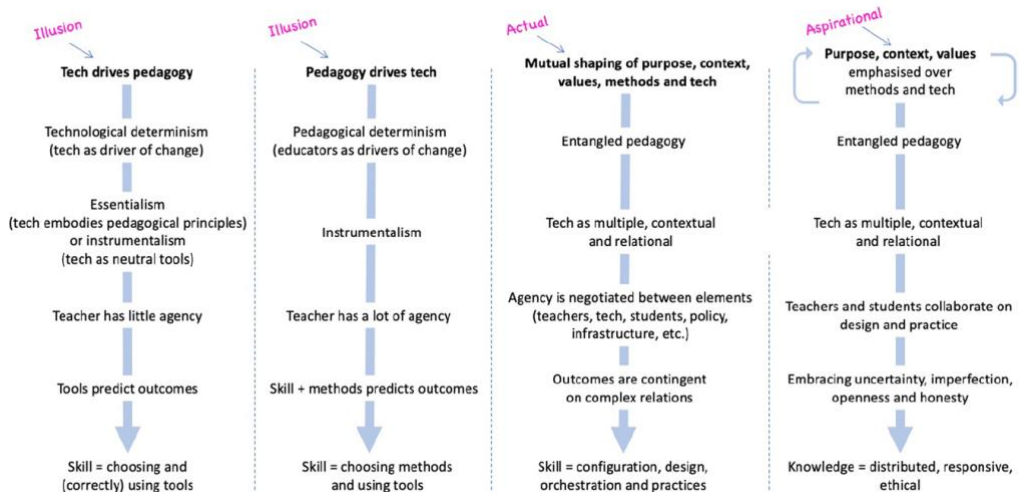 Illusion
Tech drives pedagogy
Technological determinism
(tech as driver of change)
Essentialism
(tech embodies pedagogical principles)
or instrumentalism
(tech as neutral tools)
Teacher has little agency
Tools predict outcomes
Skill = choosing and
(correctly) using tools
Illusion
Pedagogy drives tech
Pedagogical determinism
(educators as drivers of change)
Instrumentalism
Teacher has a lot of agency
Skill + methods predicts outcomes
Skill = choosing methods
and using tools
Actual
Mutual shaping of purpose, context,
values, methods and tech
Entangled pedagogy
Tech as multiple, contextual
and relational
Agency is negotiated between elements
(teachers, tech, students, policy,
infrastructure, etc.)
Outcomes are contingent
on complex relations
Skill = configuration, design,
orchestration and practices
Aspirational
Purpose, context, values
emphasised over
methods and tech
Entangled pedagogy
Tech as multiple, contextual
and relational
Teachers and students collaborate on
design and practice
Embracing uncertainty, imperfection,
openness and honesty
Knowledge = distributed, responsive,
ethical